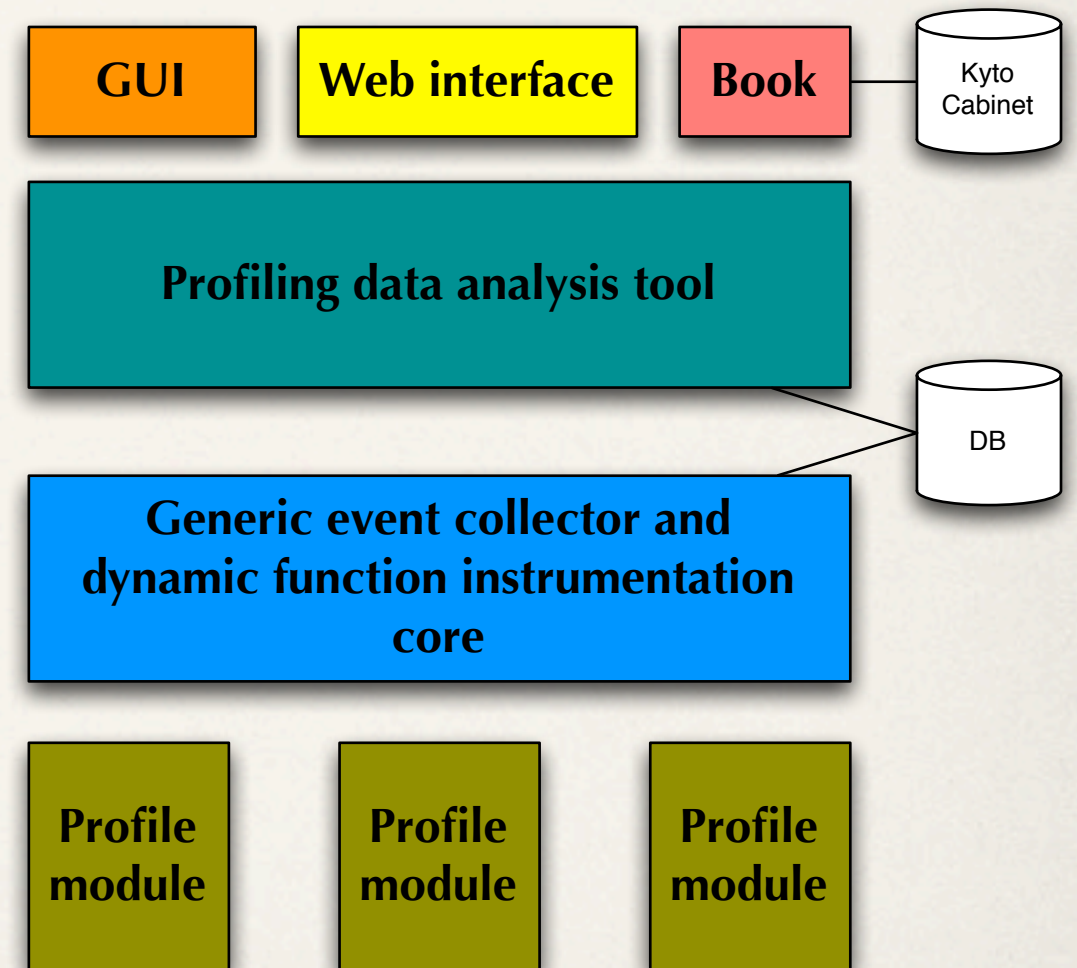 GUI
Web interface
Book
Kyto
Cabinet
Profiling data analysis tool
DB
Generic event collector and
dynamic function instrumentation
core
Profile
module
Profile
module
Profile
module